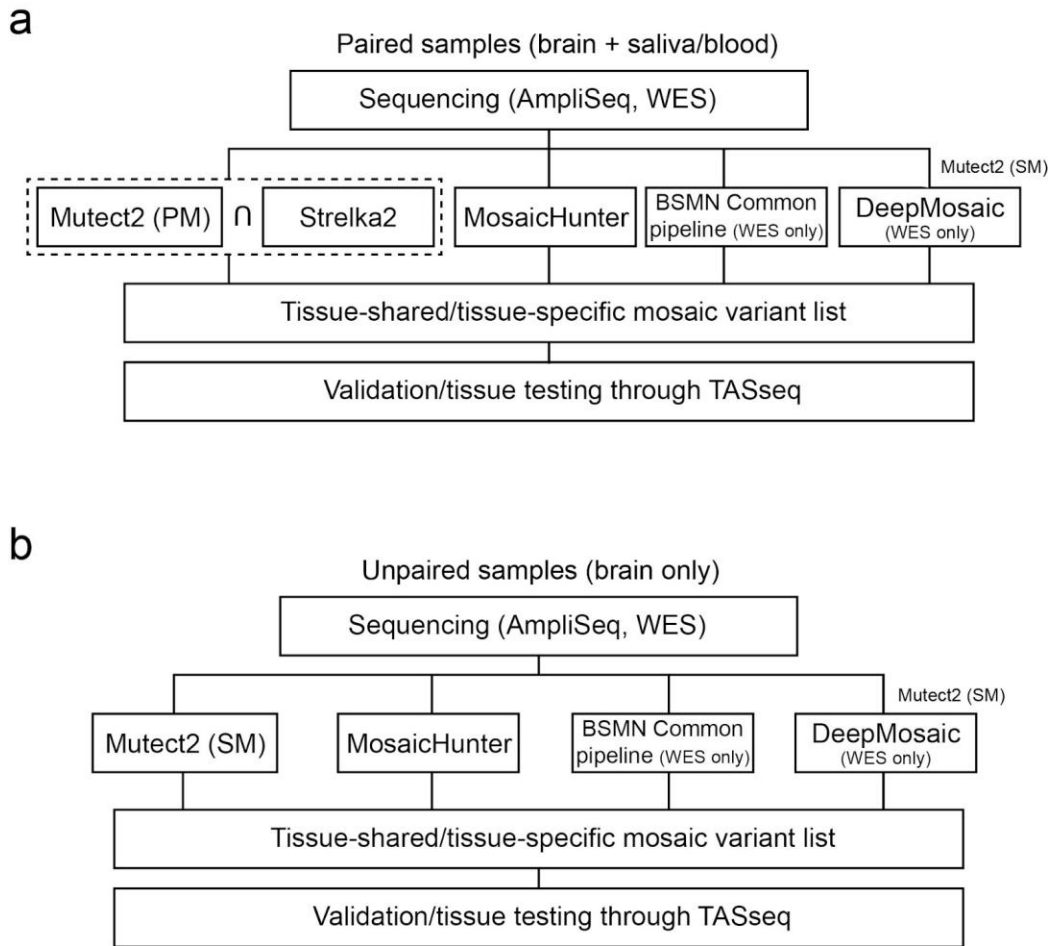 a
Paired samples (brain + saliva/blood)
Sequencing (AmpliSeq, WES)
Mutect2 (SM)
Mutect2 (PM) ∩ Strelka2
MosaicHunter
BSMN Common
pipeline (WES only)
DeepMosaic
(WES only)
Tissue-shared/tissue-specific mosaic variant list
Validation/tissue testing through TASseq
b
Unpaired samples (brain only)
Sequencing (AmpliSeq, WES)
Mutect2 (SM)
Mutect2 (SM)
MosaicHunter
BSMN Common
pipeline (WES only)
DeepMosaic
(WES only)
Tissue-shared/tissue-specific mosaic variant list
Validation/tissue testing through TASseq